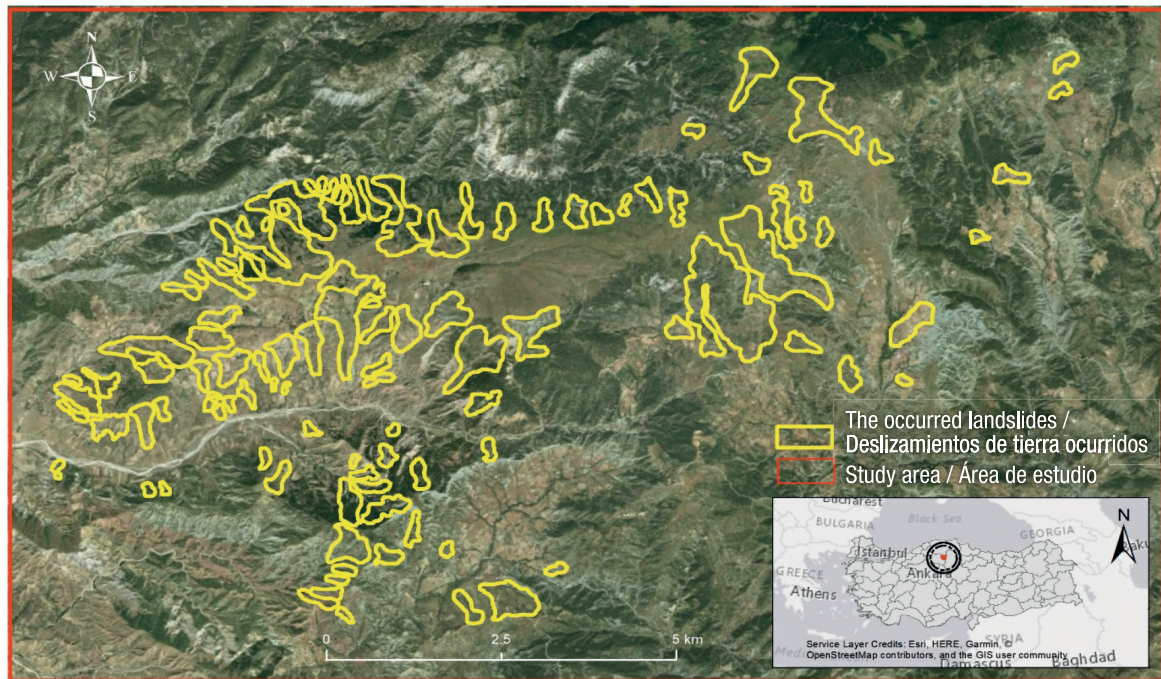 N
W E
S
The occurred landslides /
Deslizamientos de tierra ocurridos
Study area / Área de estudio
0 2.5 5 km
Bucharest
Black Sea
BULGARIA
GEORGIA
N
Istanbul
Baku
Ankara
GREECE
Athens
SYRIA
Service Layer Credits: Esri, HERE, Garmin, ©
OpenStreetMap contributors, and the GIS user community
Damascus Baghdad